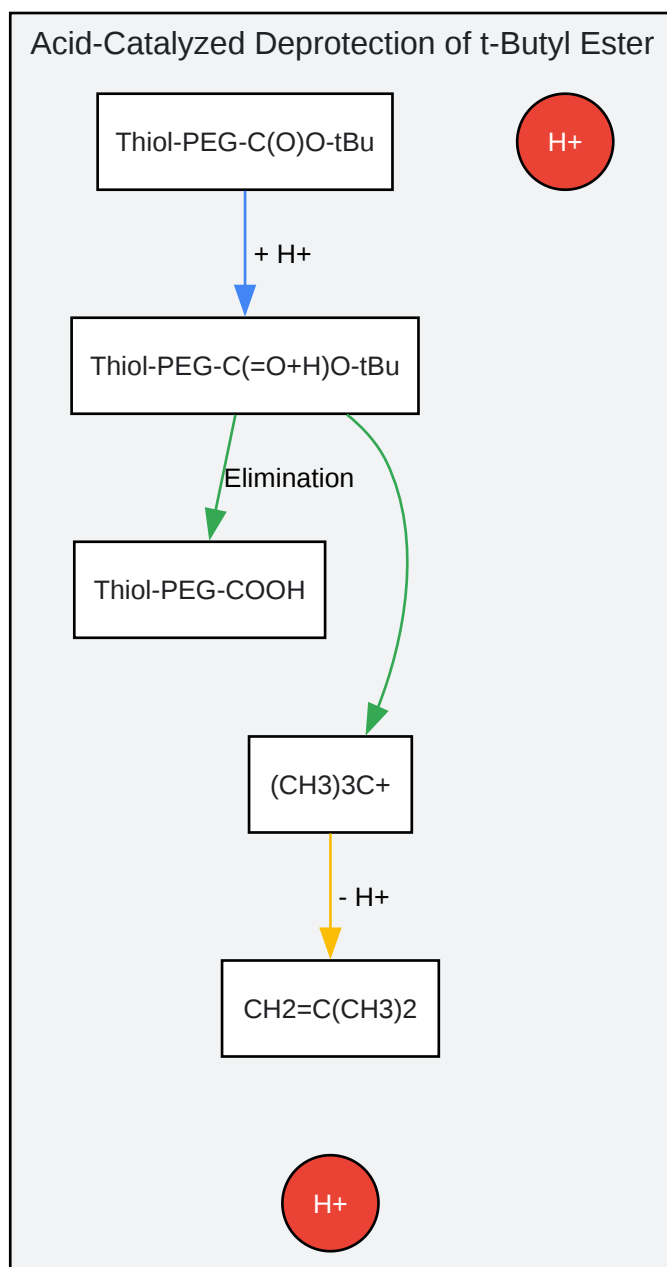 Acid-Catalyzed Deprotection of t-Butyl Ester
Thiol-PEG-C(O)O-tBu
H+
+ H+
Thiol-PEG-C(=O+H)O-tBu
Elimination
Thiol-PEG-COOH
(CH3)3C+
- H+
CH2=C(CH3)2
H+